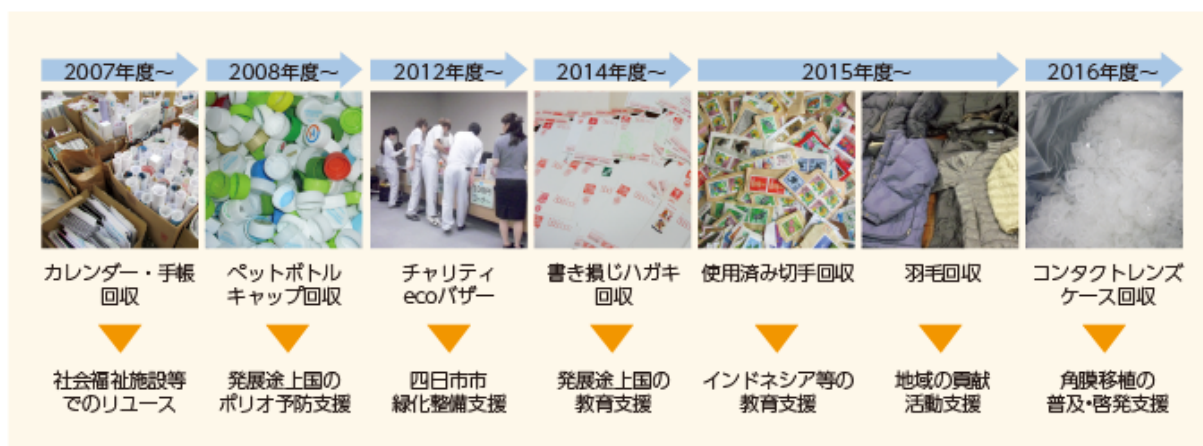 2007年度～
2008年度～
2012年度～
2014年度～
2015年度～
2016年度～
カレンダー・手帳
回収
ペットボトル
キャップ回収
チャリティ
ecoバザー
書き損じハガキ
回収
使用済み切手回収
羽毛回収
コンタクトレンズ
ケース回収
社会福祉施設等
でのリユース
発展途上国の
ポリオ予防支援
四日市市
緑化整備支援
発展途上国の
教育支援
インドネシア等の
教育支援
地域の貢献
活動支援
角膜移植の
普及・啓発支援